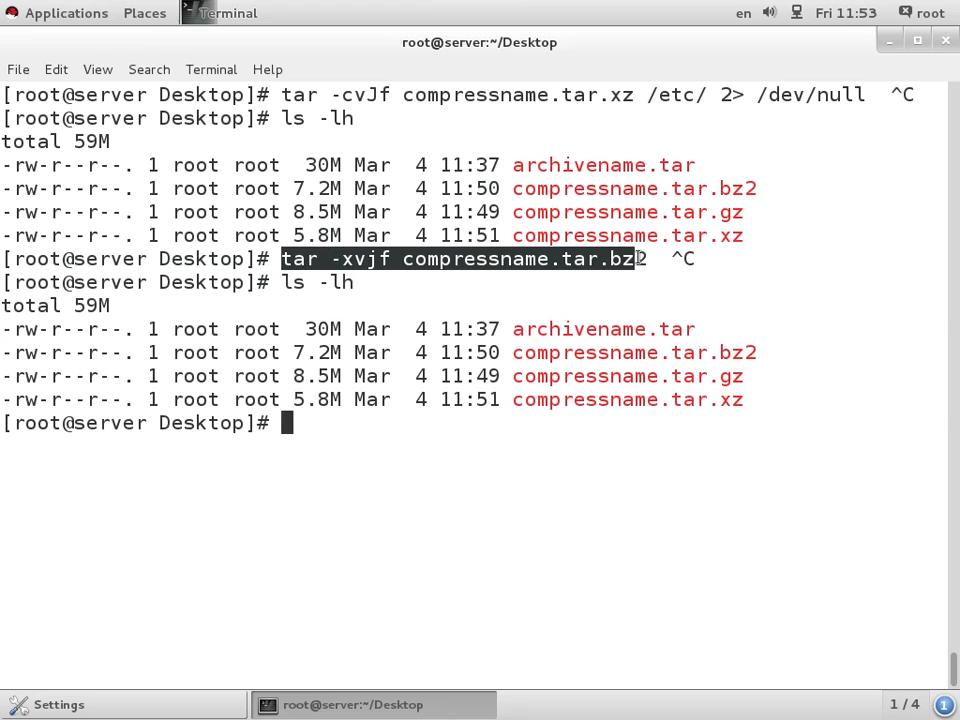 Applications Places Terminal en Fri 11:53 root
root@server:~/Desktop
File Edit View Search Terminal Help
[root@server Desktop]# tar -cvJf compressname.tar.xz /etc/ 2> /dev/null ^C
[root@server Desktop]# ls -lh
total 59M
-rw-r--r--. 1 root root 30M Mar 4 11:37 archivename.tar
-rw-r--r--. 1 root root 7.2M Mar 4 11:50 compressname.tar.bz2
-rw-r--r--. 1 root root 8.5M Mar 4 11:49 compressname.tar.gz
-rw-r--r--. 1 root root 5.8M Mar 4 11:51 compressname.tar.xz
[root@server Desktop]# tar -xvjf compressname.tar.bz2 ^C
[root@server Desktop]# ls -lh
total 59M
-rw-r--r--. 1 root root 30M Mar 4 11:37 archivename.tar
-rw-r--r--. 1 root root 7.2M Mar 4 11:50 compressname.tar.bz2
-rw-r--r--. 1 root root 8.5M Mar 4 11:49 compressname.tar.gz
-rw-r--r--. 1 root root 5.8M Mar 4 11:51 compressname.tar.xz
[root@server Desktop]#
Settings root@server:~/Desktop 1 / 4 1